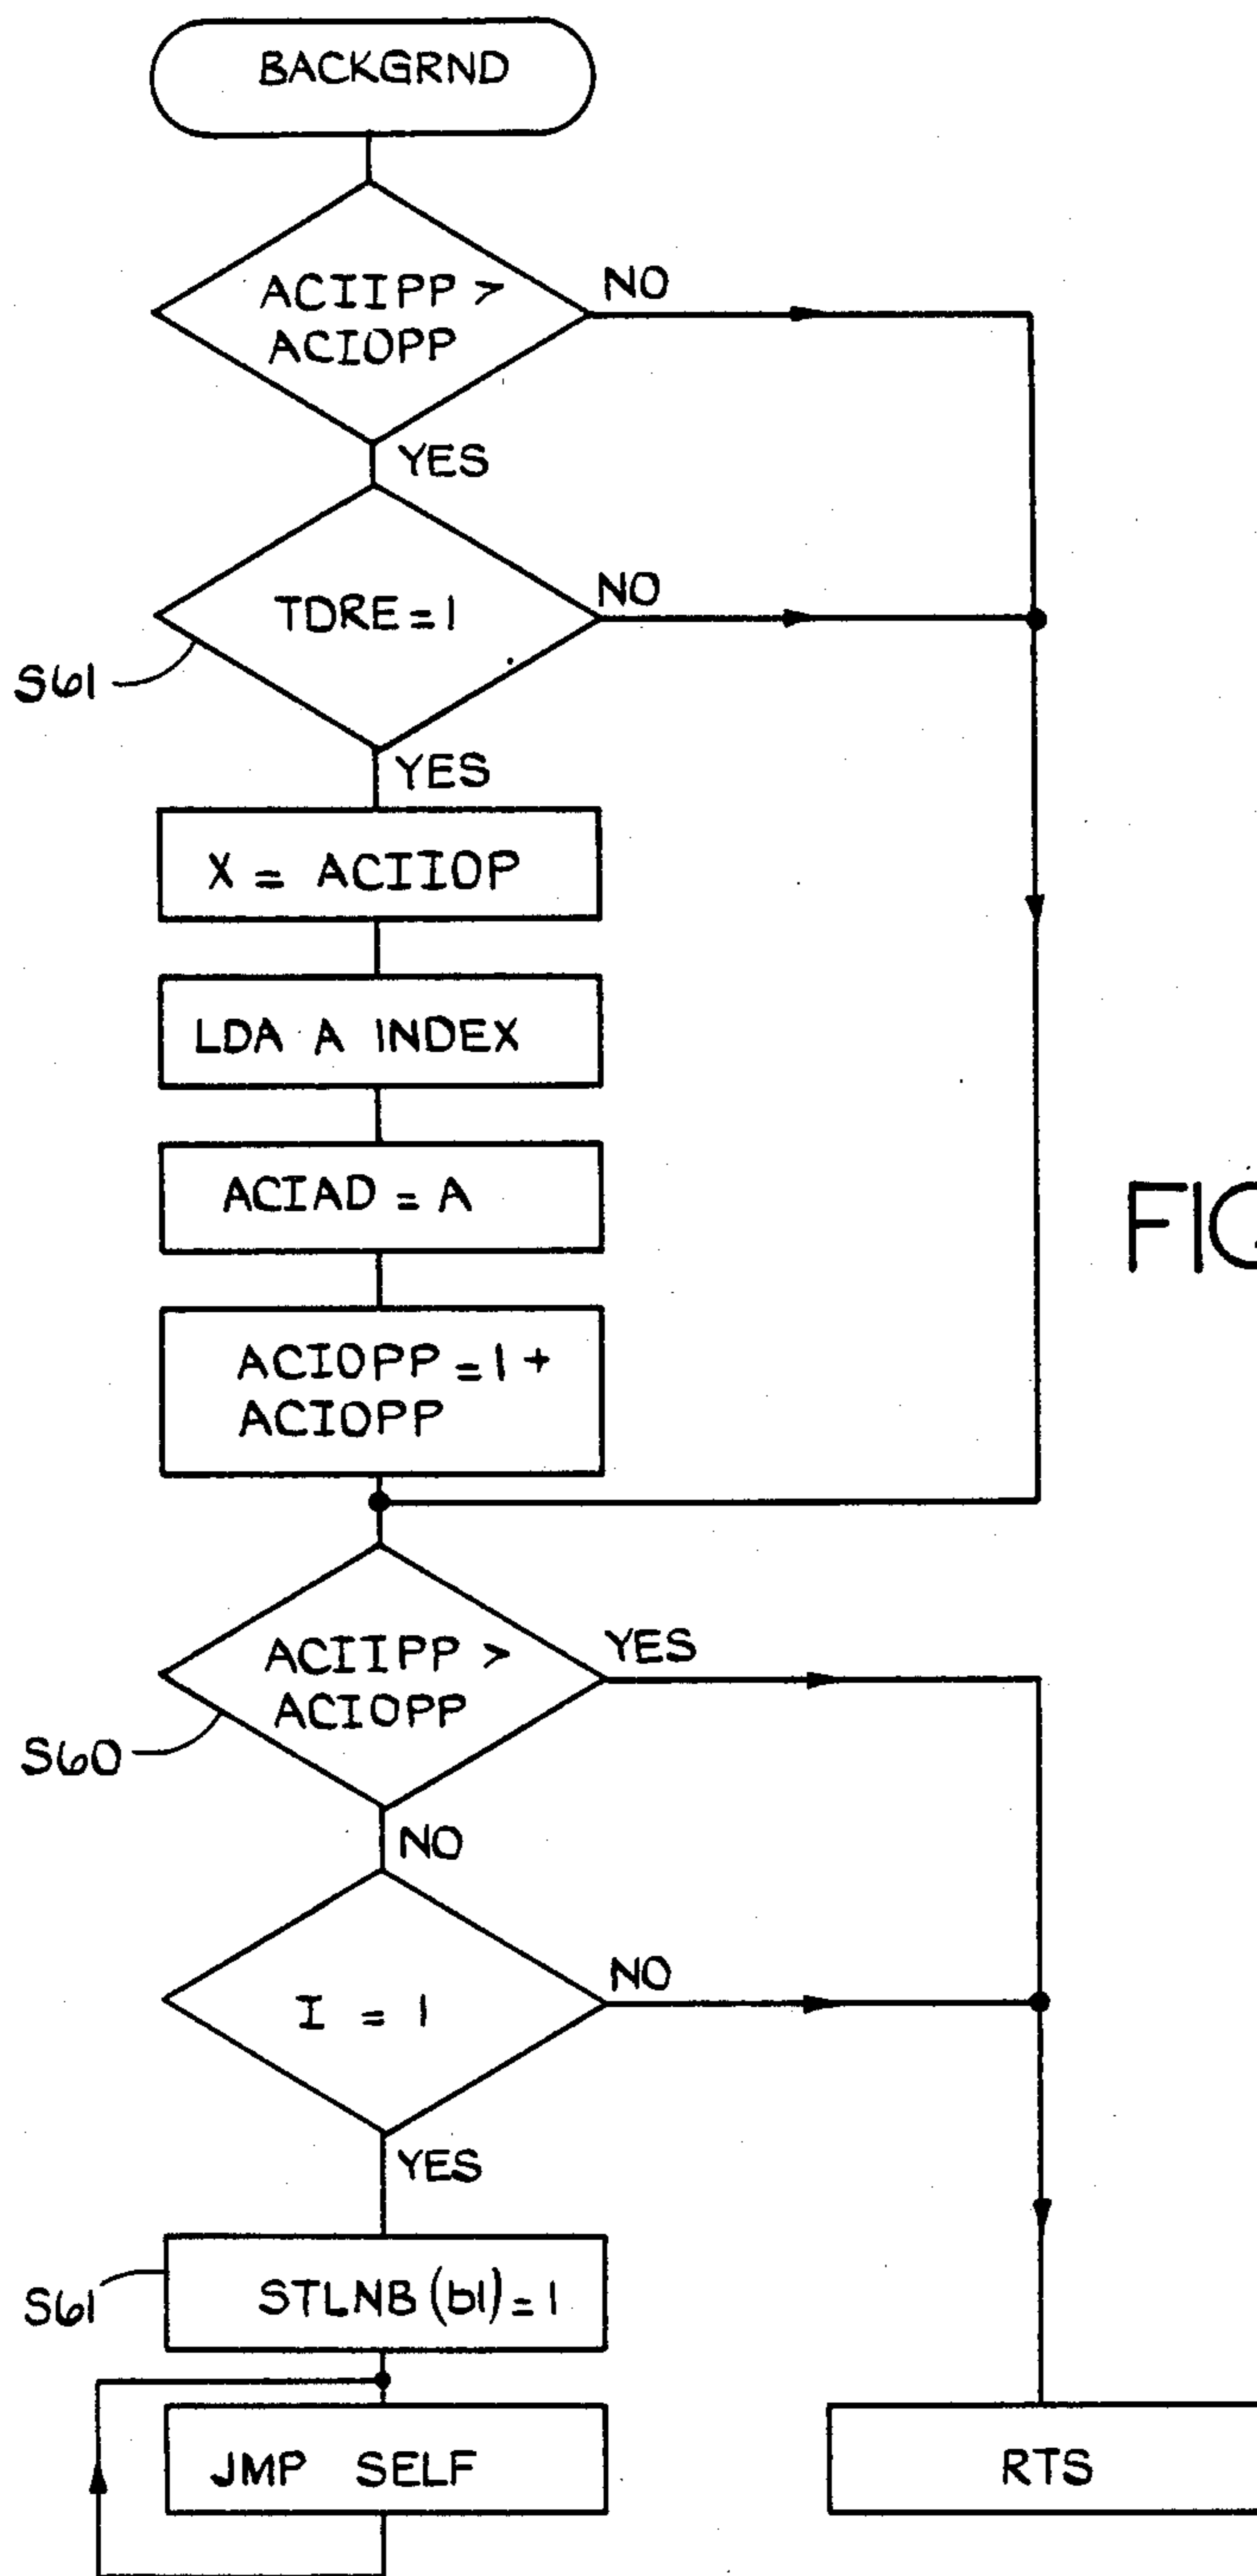 BACKGRND
ACIIPP >
ACIOPP
NO
YES
TDRE = 1
NO
S61
YES
X = ACIIOP
LDA A INDEX
ACIAD = A
FIG
ACIOPP = 1 +
ACIOPP
ACIIPP >
ACIOPP
YES
S60
NO
I = 1
NO
YES
STLNB (b1) = 1
S61
JMP SELF
RTS